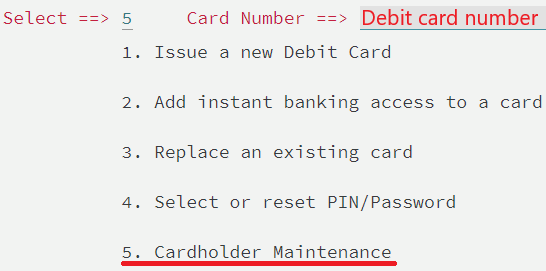 Select ==> 5 Card Number ==> Debit card number
1. Issue a new Debit Card
2. Add instant banking access to a card
3. Replace an existing card
4. Select or reset PIN/Password
5. Cardholder Maintenance